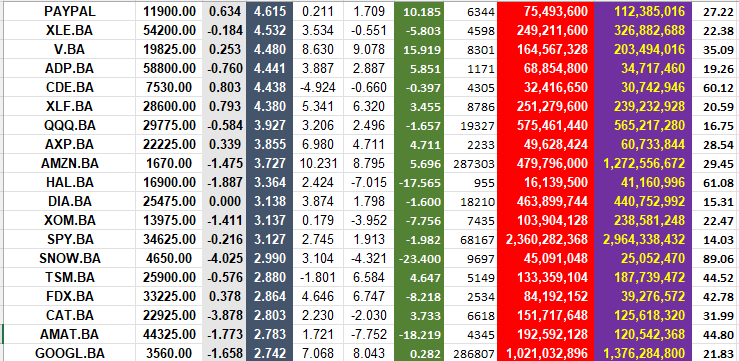 PAYPAL 11900.00 0.634 4.615 0.211 1.709 10.185 6344 75,493,600 112,385,016 27.22
XLE.BA 54200.00 -0.184 4.532 3.534 -0.551 -5.803 4598 249,211,600 326,882,688 22.38
V.BA 19825.00 0.253 4.480 8.630 9.078 15.919 8301 164,567,328 203,494,016 35.09
ADP.BA 58800.00 -0.760 4.441 3.887 2.887 5.851 1171 68,854,800 34,717,460 19.26
CDE.BA 7530.00 0.803 4.438 -4.924 -0.660 -0.397 4305 32,416,650 30,742,946 60.12
XLF.BA 28600.00 0.793 4.380 5.341 6.320 3.455 8786 251,279,600 239,232,928 20.59
QQQ.BA 29775.00 -0.584 3.927 3.206 2.496 -1.657 19327 575,461,440 565,217,280 16.75
AXP.BA 22225.00 0.339 3.855 6.980 4.711 4.711 2233 49,628,424 60,733,844 28.54
AMZN.BA 1670.00 -1.475 3.727 10.231 8.795 5.696 287303 479,796,000 1,272,556,672 29.45
HAL.BA 16900.00 -1.887 3.364 2.424 -7.015 -17.565 955 16,139,500 41,160,996 61.08
DIA.BA 25475.00 0.000 3.138 3.874 1.798 -1.600 18210 463,899,744 440,752,992 15.31
XOM.BA 13975.00 -1.411 3.137 0.179 -3.952 -7.756 7435 103,904,128 238,581,248 22.47
SPY.BA 34625.00 -0.216 3.127 2.745 1.913 -1.982 68167 2,360,282,368 2,964,338,432 14.03
SNOW.BA 4650.00 -4.025 2.990 3.104 -4.321 -23.400 9697 45,091,048 25,052,470 89.06
TSM.BA 25900.00 -0.576 2.880 -1.801 6.584 4.647 5149 133,359,104 187,739,472 44.52
FDX.BA 33225.00 0.378 2.864 4.646 6.747 -8.218 2534 84,192,152 39,276,572 42.78
CAT.BA 22925.00 -3.878 2.803 2.230 -2.030 3.733 6618 151,717,648 125,618,320 31.99
AMAT.BA 44325.00 -1.773 2.783 1.721 -7.752 -18.219 4345 192,592,128 120,542,368 44.80
GOOGL.BA 3560.00 -1.658 2.742 7.068 8.043 0.282 286807 1,021,032,896 1,376,284,800 21.83